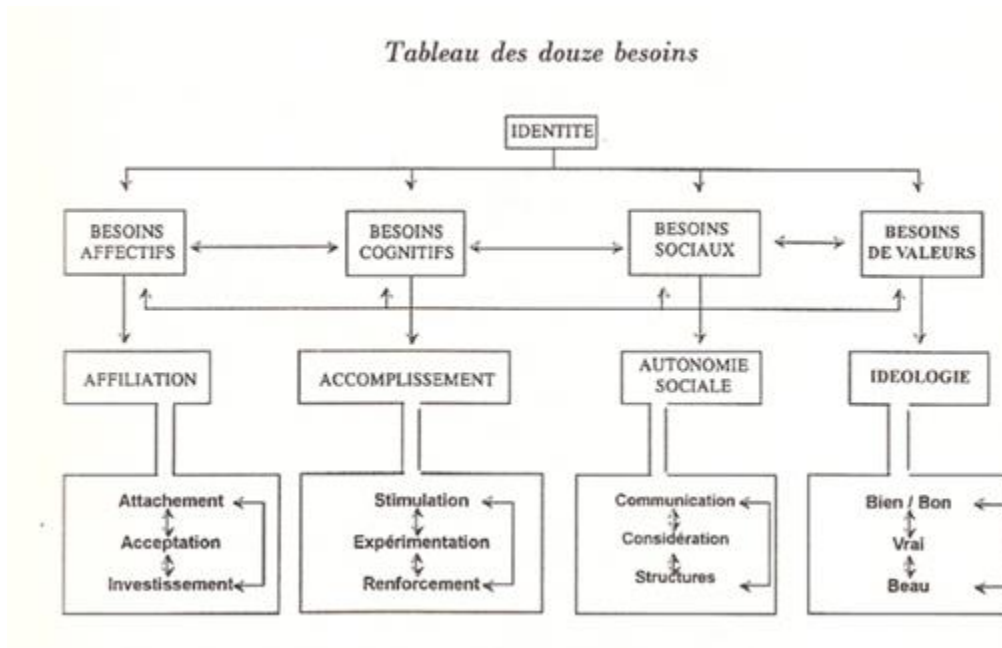 Tableau des douze besoins
IDENTITE
BESOINS
AFFECTIFS
BESOINS
COGNITIFS
BESOINS
SOCIAUX
BESOINS
DE VALEURS
AFFILIATION
ACCOMPLISSEMENT
AUTONOMIE
SOCIALE
IDEOLOGIE
Attachement
Acceptation
Investissement
Stimulation
Expérimentation
Renforcement
Communication
Considération
Structures
Bien / Bon
Vrai
Beau